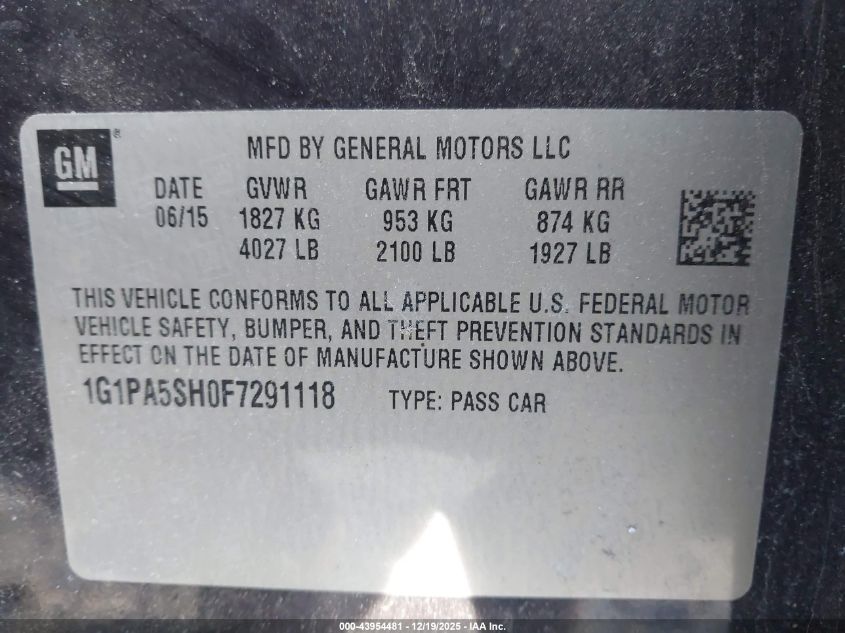 GM ®
MFD BY GENERAL MOTORS LLC
DATE GVWR GAWR FRT GAWR RR
06/15 1827 KG 953 KG 874 KG
4027 LB 2100 LB 1927 LB
THIS VEHICLE CONFORMS TO ALL APPLICABLE U.S. FEDERAL MOTOR
VEHICLE SAFETY, BUMPER, AND THEFT PREVENTION STANDARDS IN
EFFECT ON THE DATE OF MANUFACTURE SHOWN ABOVE.
1G1PA5SH0F7291118 TYPE: PASS CAR
000-43954481 - 12/19/2025 - IAA Inc.